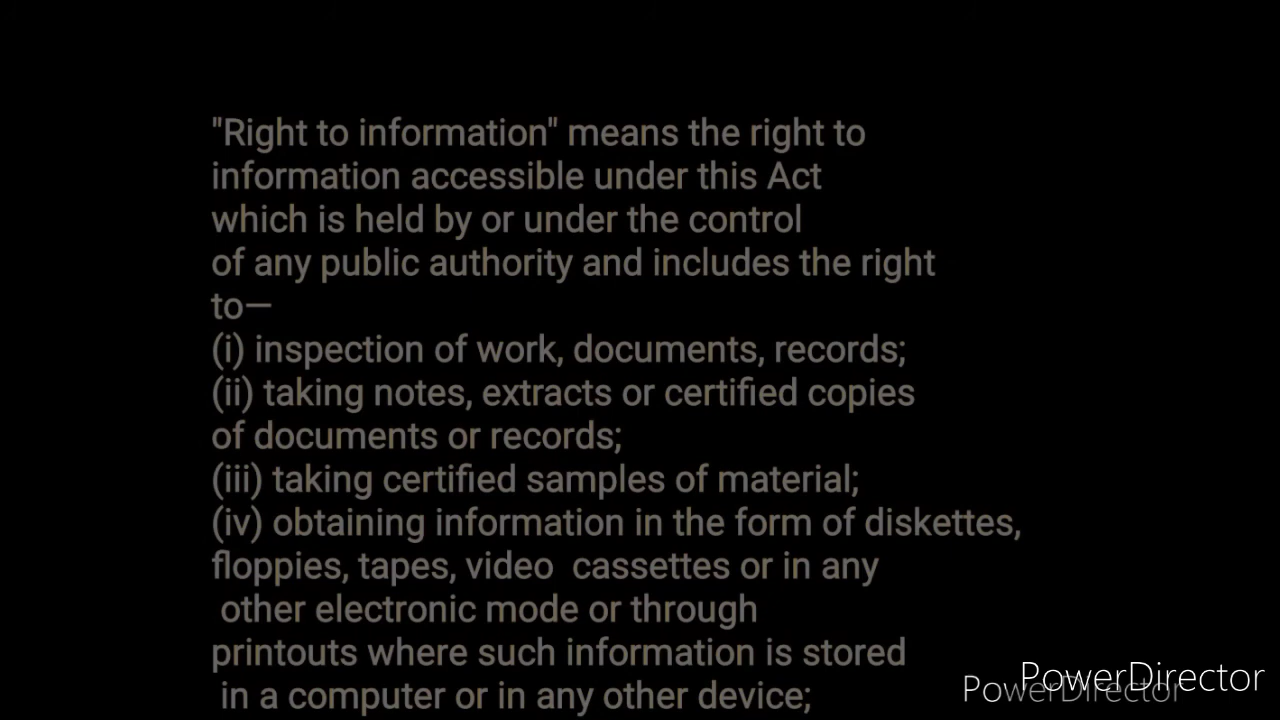 "Right to information" means the right to
information accessible under this Act
which is held by or under the control
of any public authority and includes the right
to—
(i) inspection of work, documents, records;
(ii) taking notes, extracts or certified copies
of documents or records;
(iii) taking certified samples of material;
(iv) obtaining information in the form of diskettes,
floppies, tapes, video cassettes or in any
other electronic mode or through
printouts where such information is stored
in a computer or in any other device;
PowerDirector
PowerDirector